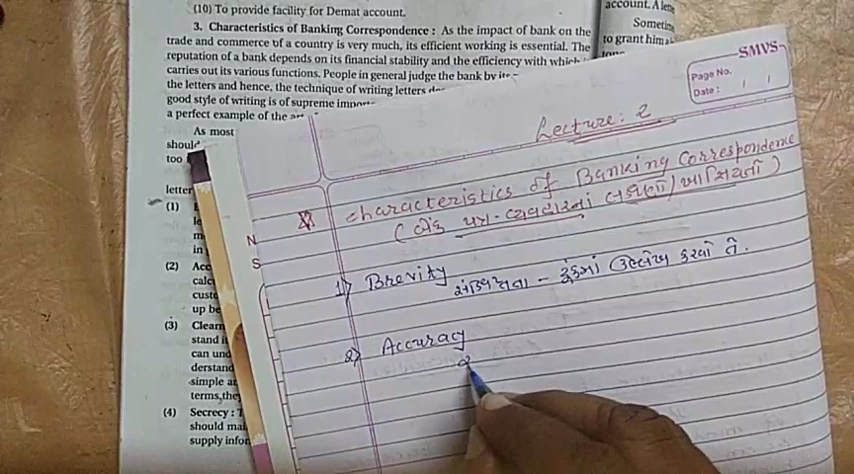 (10) To provide facility for Demat account.
3. Characteristics of Banking Correspondence : As the impact of bank on the
trade and commerce of a country is very much, its efficient working is essential. The
reputation of a bank depends on its financial stability and the efficiency with which
carries out its various functions. People in general judge the bank by its
the letters and hence, the technique of writing letters
good style of writing is of supreme
a perfect example of the
As most
should
too
letter
(1)
in
(2) Acc
calc
custo
up be
(3) Clearn
stand i
can und
derstand
simple a
terms, the
(4) Secrecy : T
should mai
supply infor
account. A
Sometim
to grant him
SMVS
Page No.
Date :
Lecture: 2
characteristics of Banking Correspondence
(બેંક પત્ર-વ્યવહારનાં લક્ષણો/ખાસિયતો)
1) Brevity
સંક્ષિપ્તતા - ટૂંકમાં ઉલ્લેખ કરવો તે.
2) Accuracy